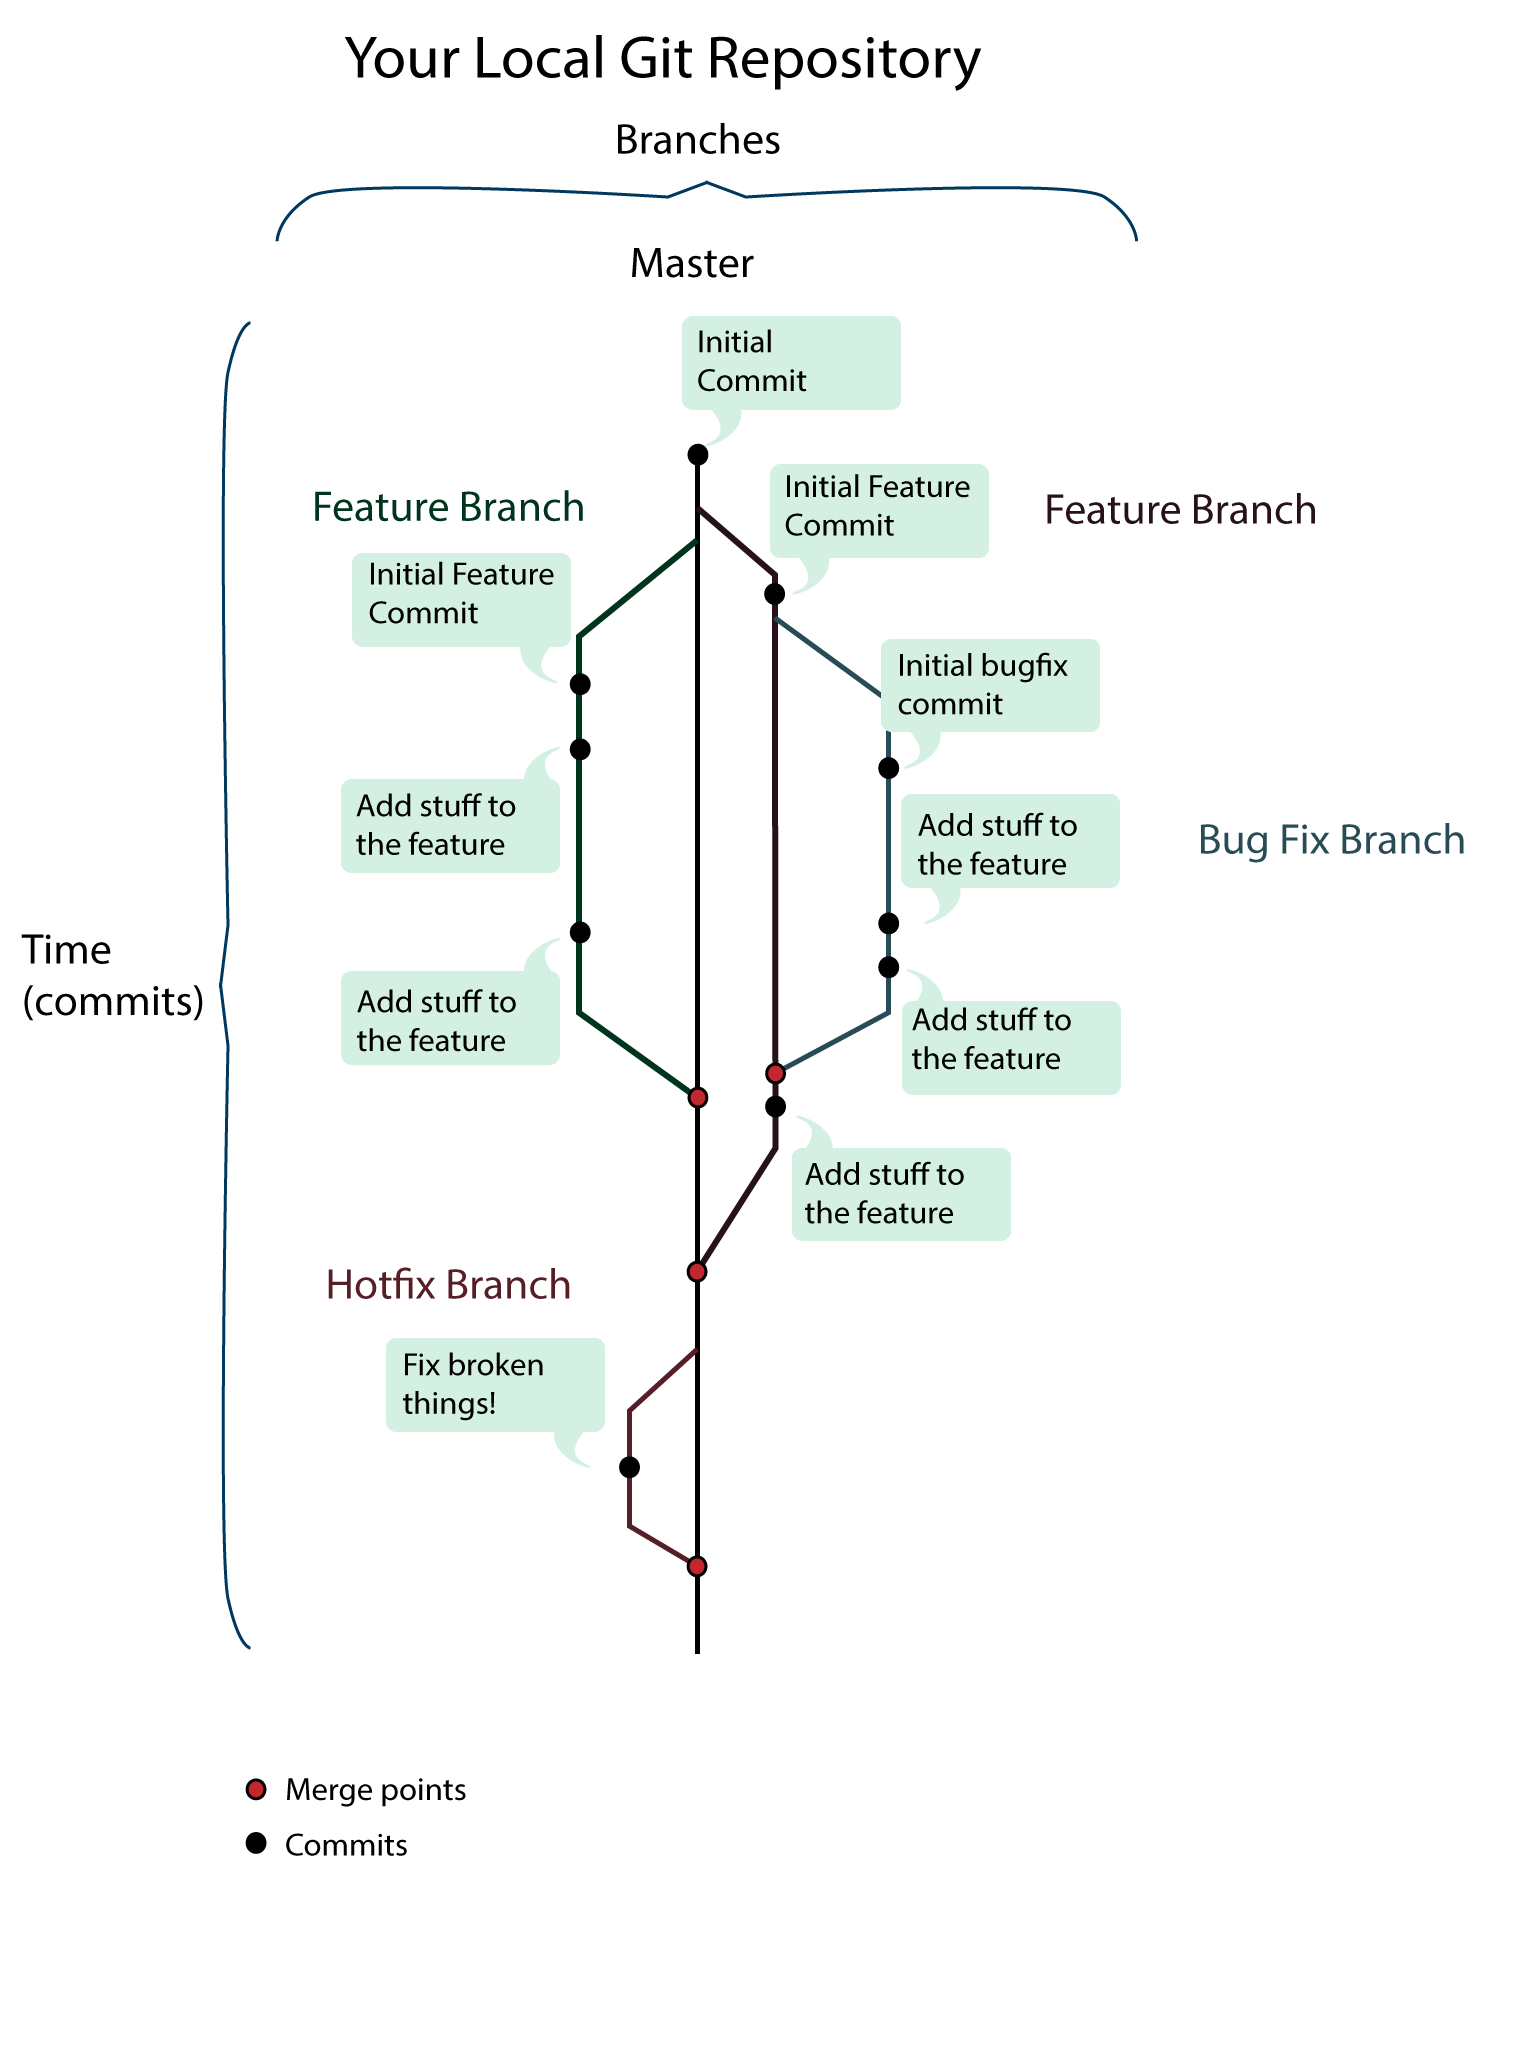 Your Local Git Repository
Branches
Master
Initial
Commit
Feature Branch
Initial Feature
Commit
Feature Branch
Initial Feature
Commit
Initial bugfix
commit
Add stuff to
the feature
Add stuff to
the feature
Bug Fix Branch
Time
(commits)
Add stuff to
the feature
Add stuff to
the feature
Add stuff to
the feature
Hotfix Branch
Fix broken
things!
Merge points
Commits